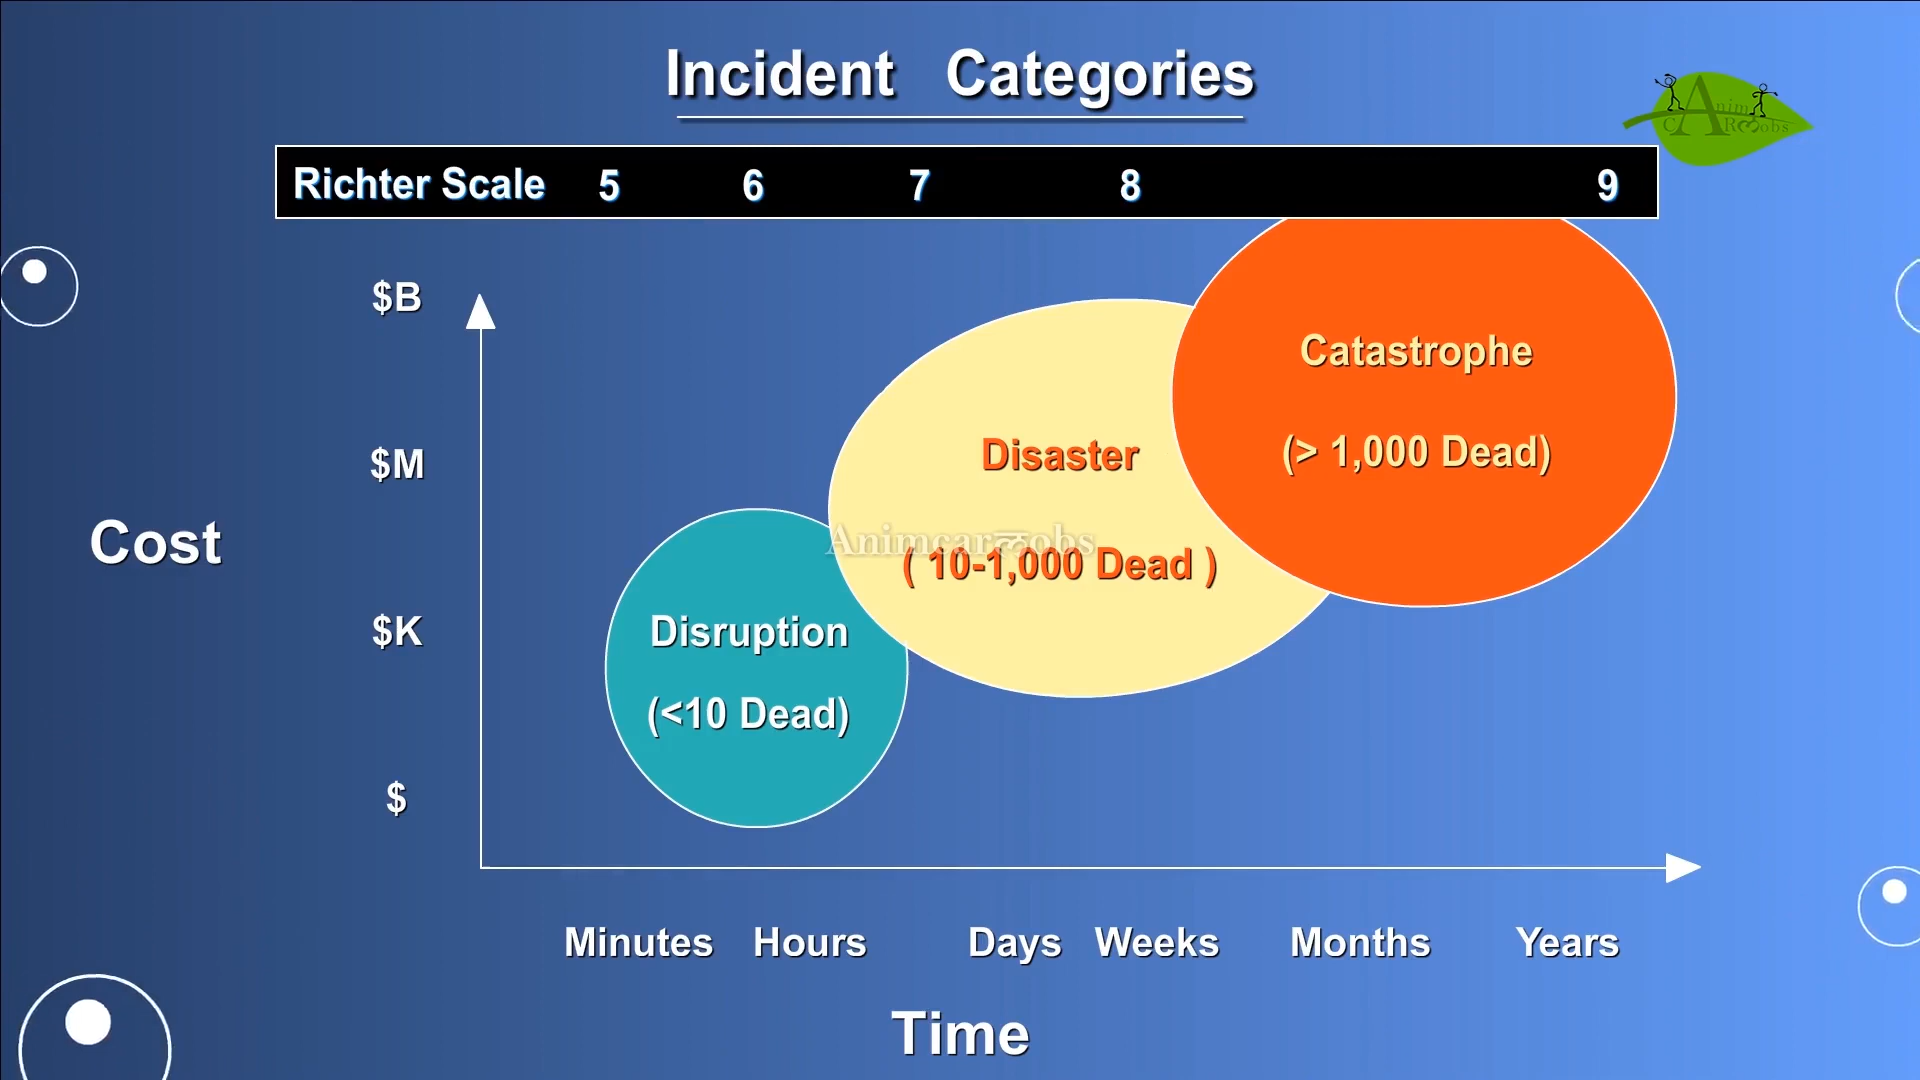 Incident Categories
Richter Scale 5 6 7 8 9
$B
$M
$K
$
Cost
Catastrophe
(> 1,000 Dead)
Disaster
( 10-1,000 Dead )
Disruption
(<10 Dead)
Minutes Hours Days Weeks Months Years
Time